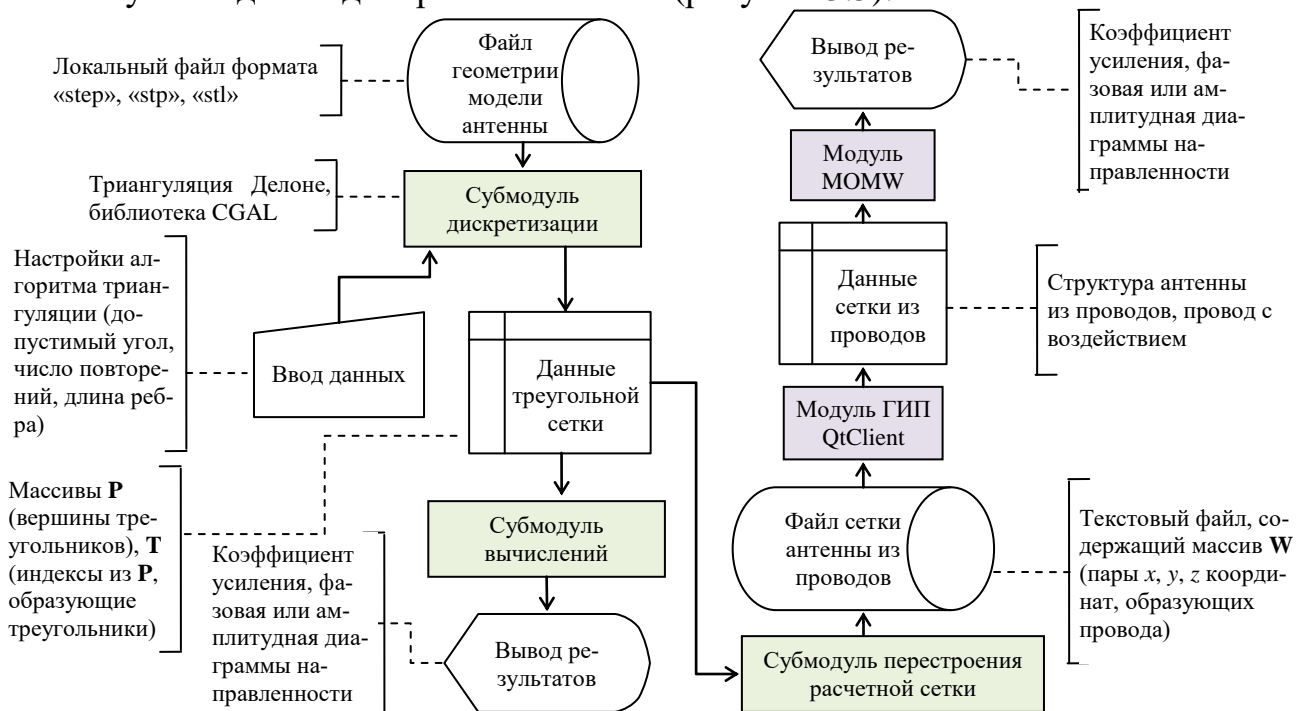 Файл
геометрии
модели
антенны
Локальный файл формата
«step», «stp», «stl»
Триангуляция Делоне,
библиотека CGAL
Субмодуль
дискретизации
Настройки ал-
горитма триан-
гуляции (до-
пустимый угол,
число повторе-
ний, длина реб-
ра)
Ввод данных
Данные
треугольной
сетки
Массивы P
(вершины тре-
угольников), T
(индексы из P,
образующие
треугольники)
Субмодуль
вычислений
Коэффициент
усиления, фа-
зовая или ам-
плитудная диа-
граммы на-
правленности
Вывод ре-
зультатов
Вывод ре-
зультатов
Коэффициент
усиления, фа-
зовая или ам-
плитудная диа-
граммы на-
правленности
Модуль
MOMW
Данные
сетки из
проводов
Структура антенны
из проводов, провод с
воздействием
Модуль ГИП
QtClient
Файл сетки
антенны из
проводов
Текстовый файл, со-
держащий массив W
(пары x, y, z коорди-
нат, образующих
провода)
Субмодуль перестроения
расчетной сетки